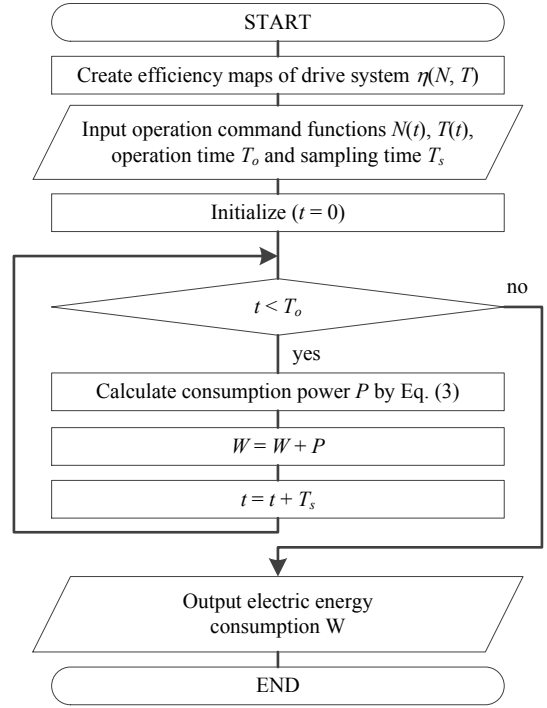 START
Create efficiency maps of drive system η(N, T)
Input operation command functions N(t), T(t),
operation time Tₒ and sampling time Tₛ
Initialize (t = 0)
t < Tₒ
no
yes
Calculate consumption power P by Eq. (3)
W = W + P
t = t + Tₛ
Output electric energy
consumption W
END